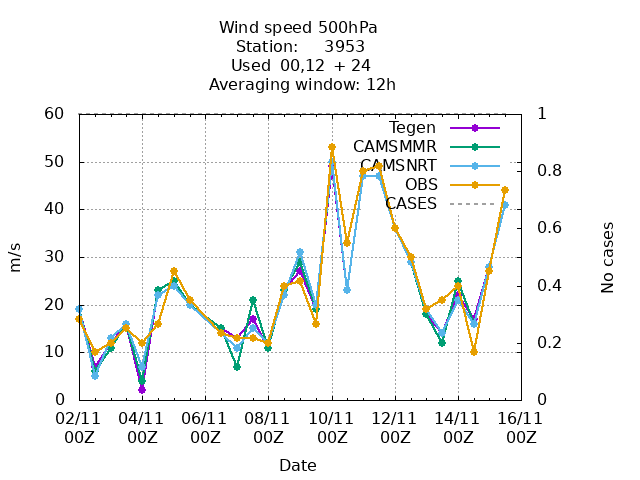 Wind speed 500hPa
Station: 3953
Used 00,12 + 24
Averaging window: 12h
60
50
40
30
20
10
0
m/s
1
0.8
0.6
0.4
0.2
0
No cases
Tegen
CAMSMMR
CAMSNRT
OBS
CASES
02/11 04/11 06/11 08/11 10/11 12/11 14/11 16/11
00Z 00Z 00Z 00Z 00Z 00Z 00Z 00Z
Date